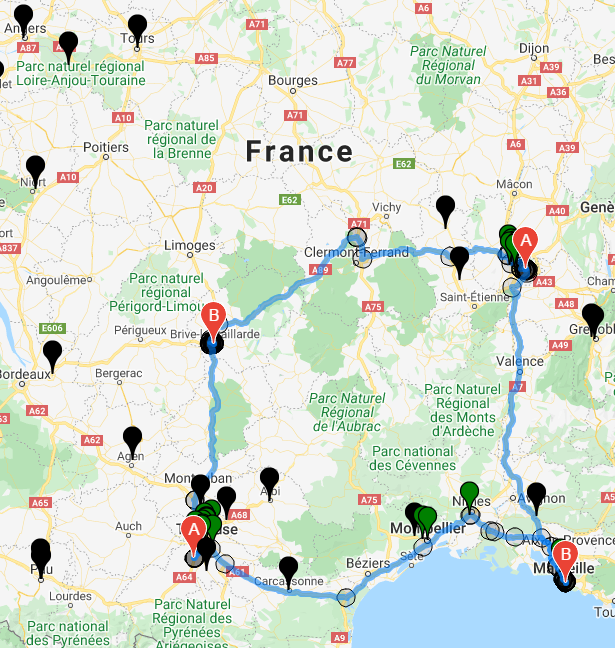 A6
Angers
A71
Tours
A87
Dijon
A85
A77
Parc Naturel
Régional
du Morvan
A39
Bes
Parc naturel régional
Loire-Anjou-Touraine
A31
A36
Bourges
A10
A71
Parc naturel
régional de
la Brenne
Poitiers
A6
A39
France
E62
A10
A20
Mâcon
Niort
E62
Vichy
A40
Genè
A71
A
A837
Limoges
Clermont-Ferrand
A89
A43
Cham
Angoulême
Parc naturel
régional
Périgord-Limou
Saint-Étienne
A48
A75
B
E606
Périgueux
Brive-la-Gaillarde
Grenobl
A49
Valence
Bordeaux
Bergerac
A7
Parc
Naturel
Régional
de l'Aubrac
Parc Naturel
Régional
des Monts
d'Ardèche
A62
A62
Agen
Parc national
des Cévennes
Montauban
Albi
A65
A75
Nîmes
Avignon
A5
A68
A
Toulouse
Auch
Montpellier
Provence
B
Marseille
Pau
A64
A61
Béziers
Sète
Carcassonne
Lourdes
Tou
Parc Naturel
Régional des
Pyrénées
Ariégeoises
Parc national
des Pyrénées
A9